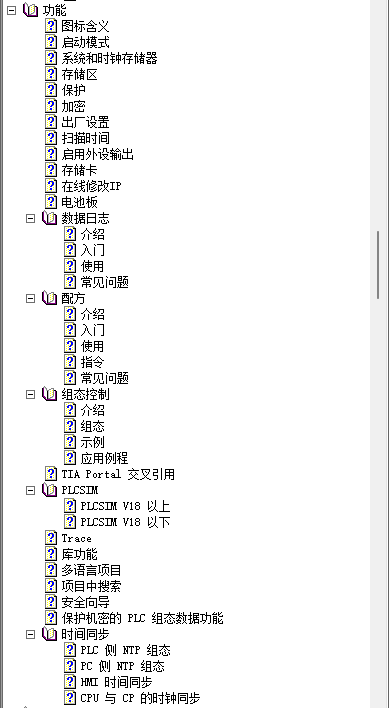 功能
图标含义
启动模式
系统和时钟存储器
存储区
保护
加密
出厂设置
扫描时间
启用外设输出
存储卡
在线修改IP
电池板
数据日志
介绍
入门
使用
常见问题
配方
介绍
入门
使用
指令
常见问题
组态控制
介绍
组态
示例
应用例程
TIA Portal 交叉引用
PLCSIM
PLCSIM V18 以上
PLCSIM V18 以下
Trace
库功能
多语言项目
项目中搜索
安全向导
保护机密的 PLC 组态数据功能
时间同步
PLC 侧 NTP 组态
PC 侧 NTP 组态
HMI 时间同步
CPU 与 CP 的时钟同步